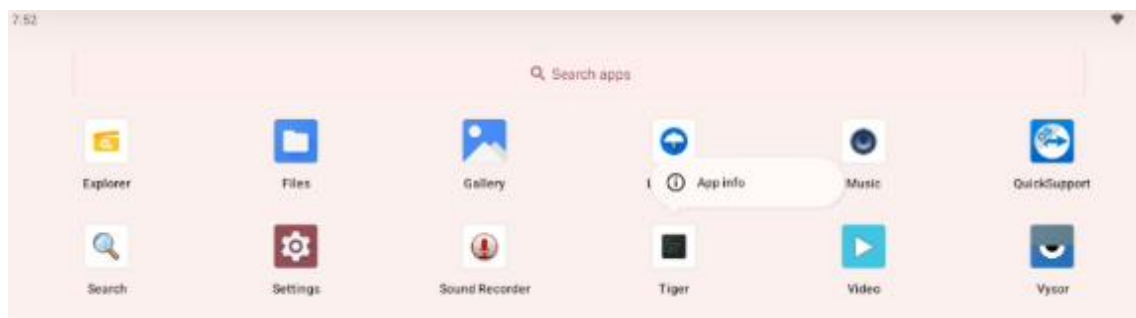 7:52
Search apps
Explorer
Files
Gallery
App info
Music
QuickSupport
Search
Settings
Sound Recorder
Tiger
Video
Vysor